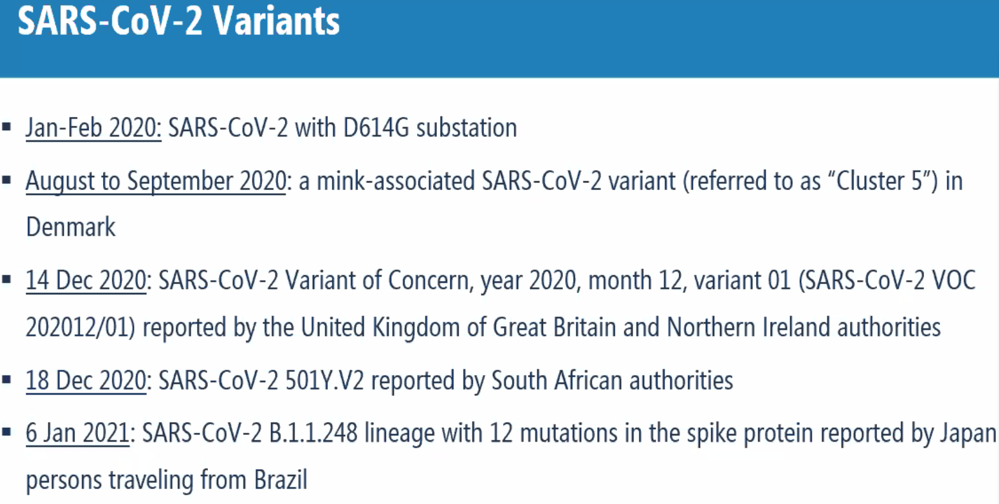 SARS-CoV-2 Variants
▪ Jan-Feb 2020: SARS-CoV-2 with D614G substation
▪ August to September 2020: a mink-associated SARS-CoV-2 variant (referred to as “Cluster 5”) in
Denmark
▪ 14 Dec 2020: SARS-CoV-2 Variant of Concern, year 2020, month 12, variant 01 (SARS-CoV-2 VOC
202012/01) reported by the United Kingdom of Great Britain and Northern Ireland authorities
▪ 18 Dec 2020: SARS-CoV-2 501Y.V2 reported by South African authorities
▪ 6 Jan 2021: SARS-CoV-2 B.1.1.248 lineage with 12 mutations in the spike protein reported by Japan
persons traveling from Brazil